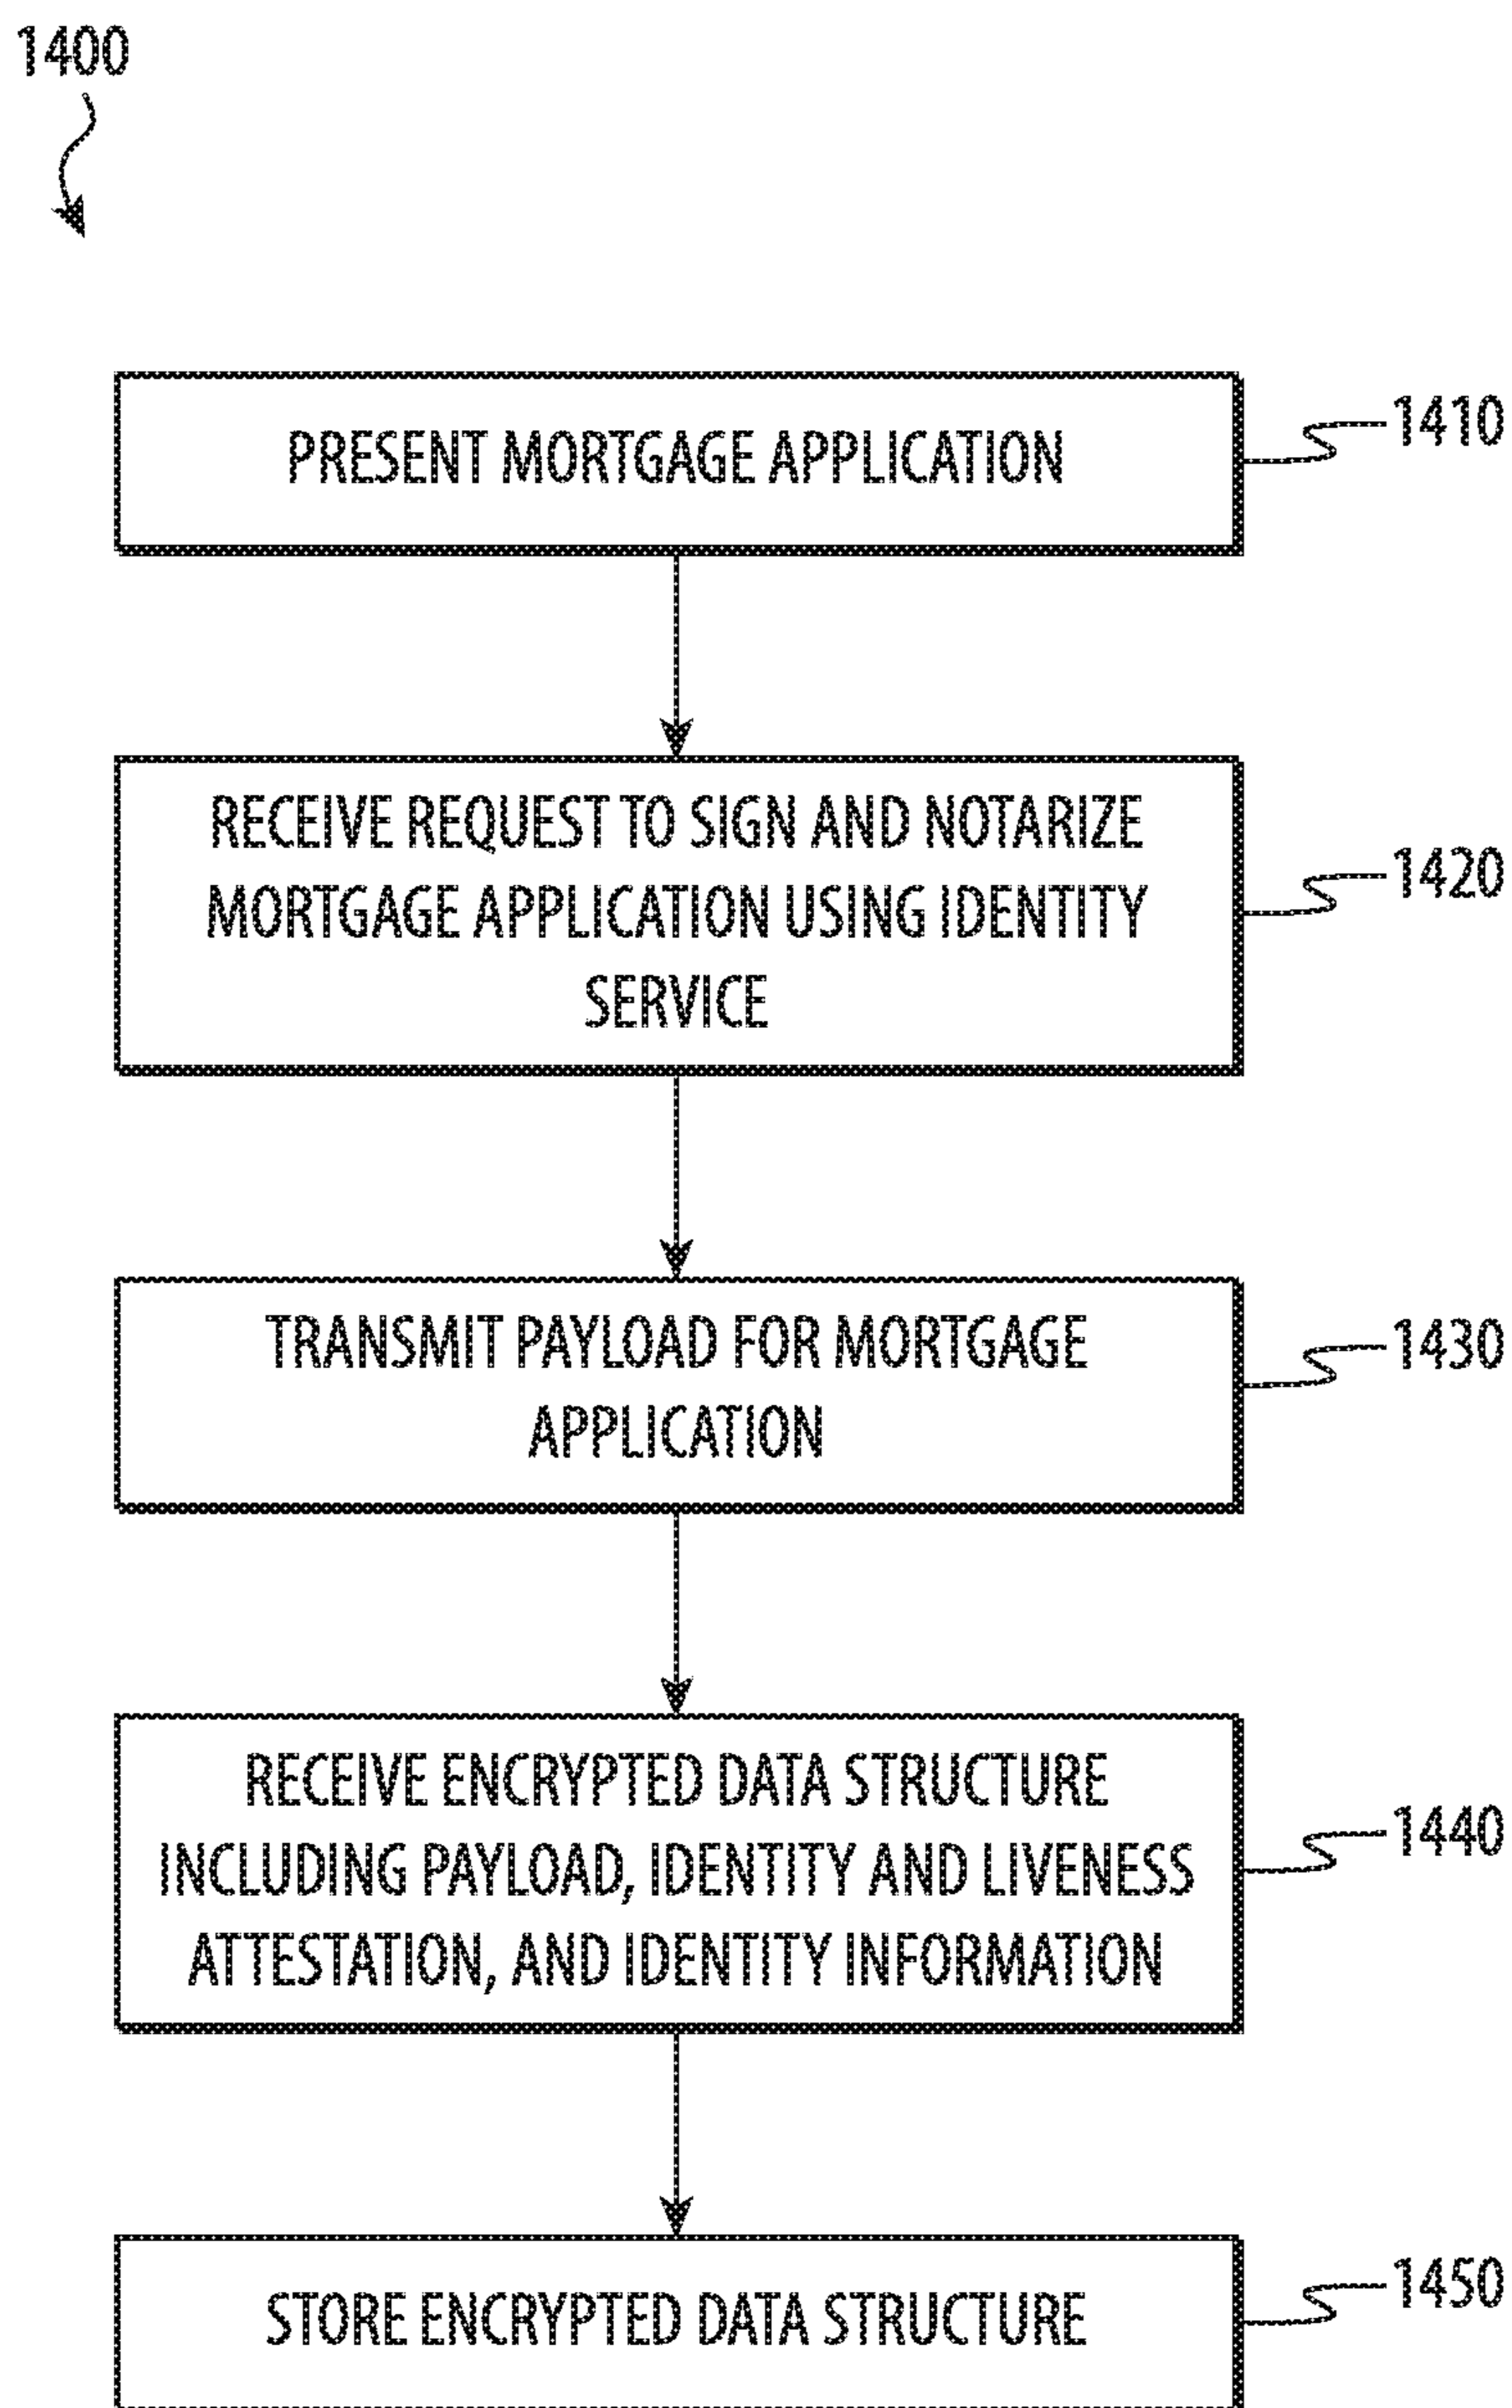 1400
PRESENT MORTGAGE APPLICATION
1410
RECEIVE REQUEST TO SIGN AND NOTARIZE
MORTGAGE APPLICATION USING IDENTITY
SERVICE
1420
TRANSMIT PAYLOAD FOR MORTGAGE
APPLICATION
1430
RECEIVE ENCRYPTED DATA STRUCTURE
INCLUDING PAYLOAD, IDENTITY AND LIVENESS
ATTESTATION, AND IDENTITY INFORMATION
1440
STORE ENCRYPTED DATA STRUCTURE
1450